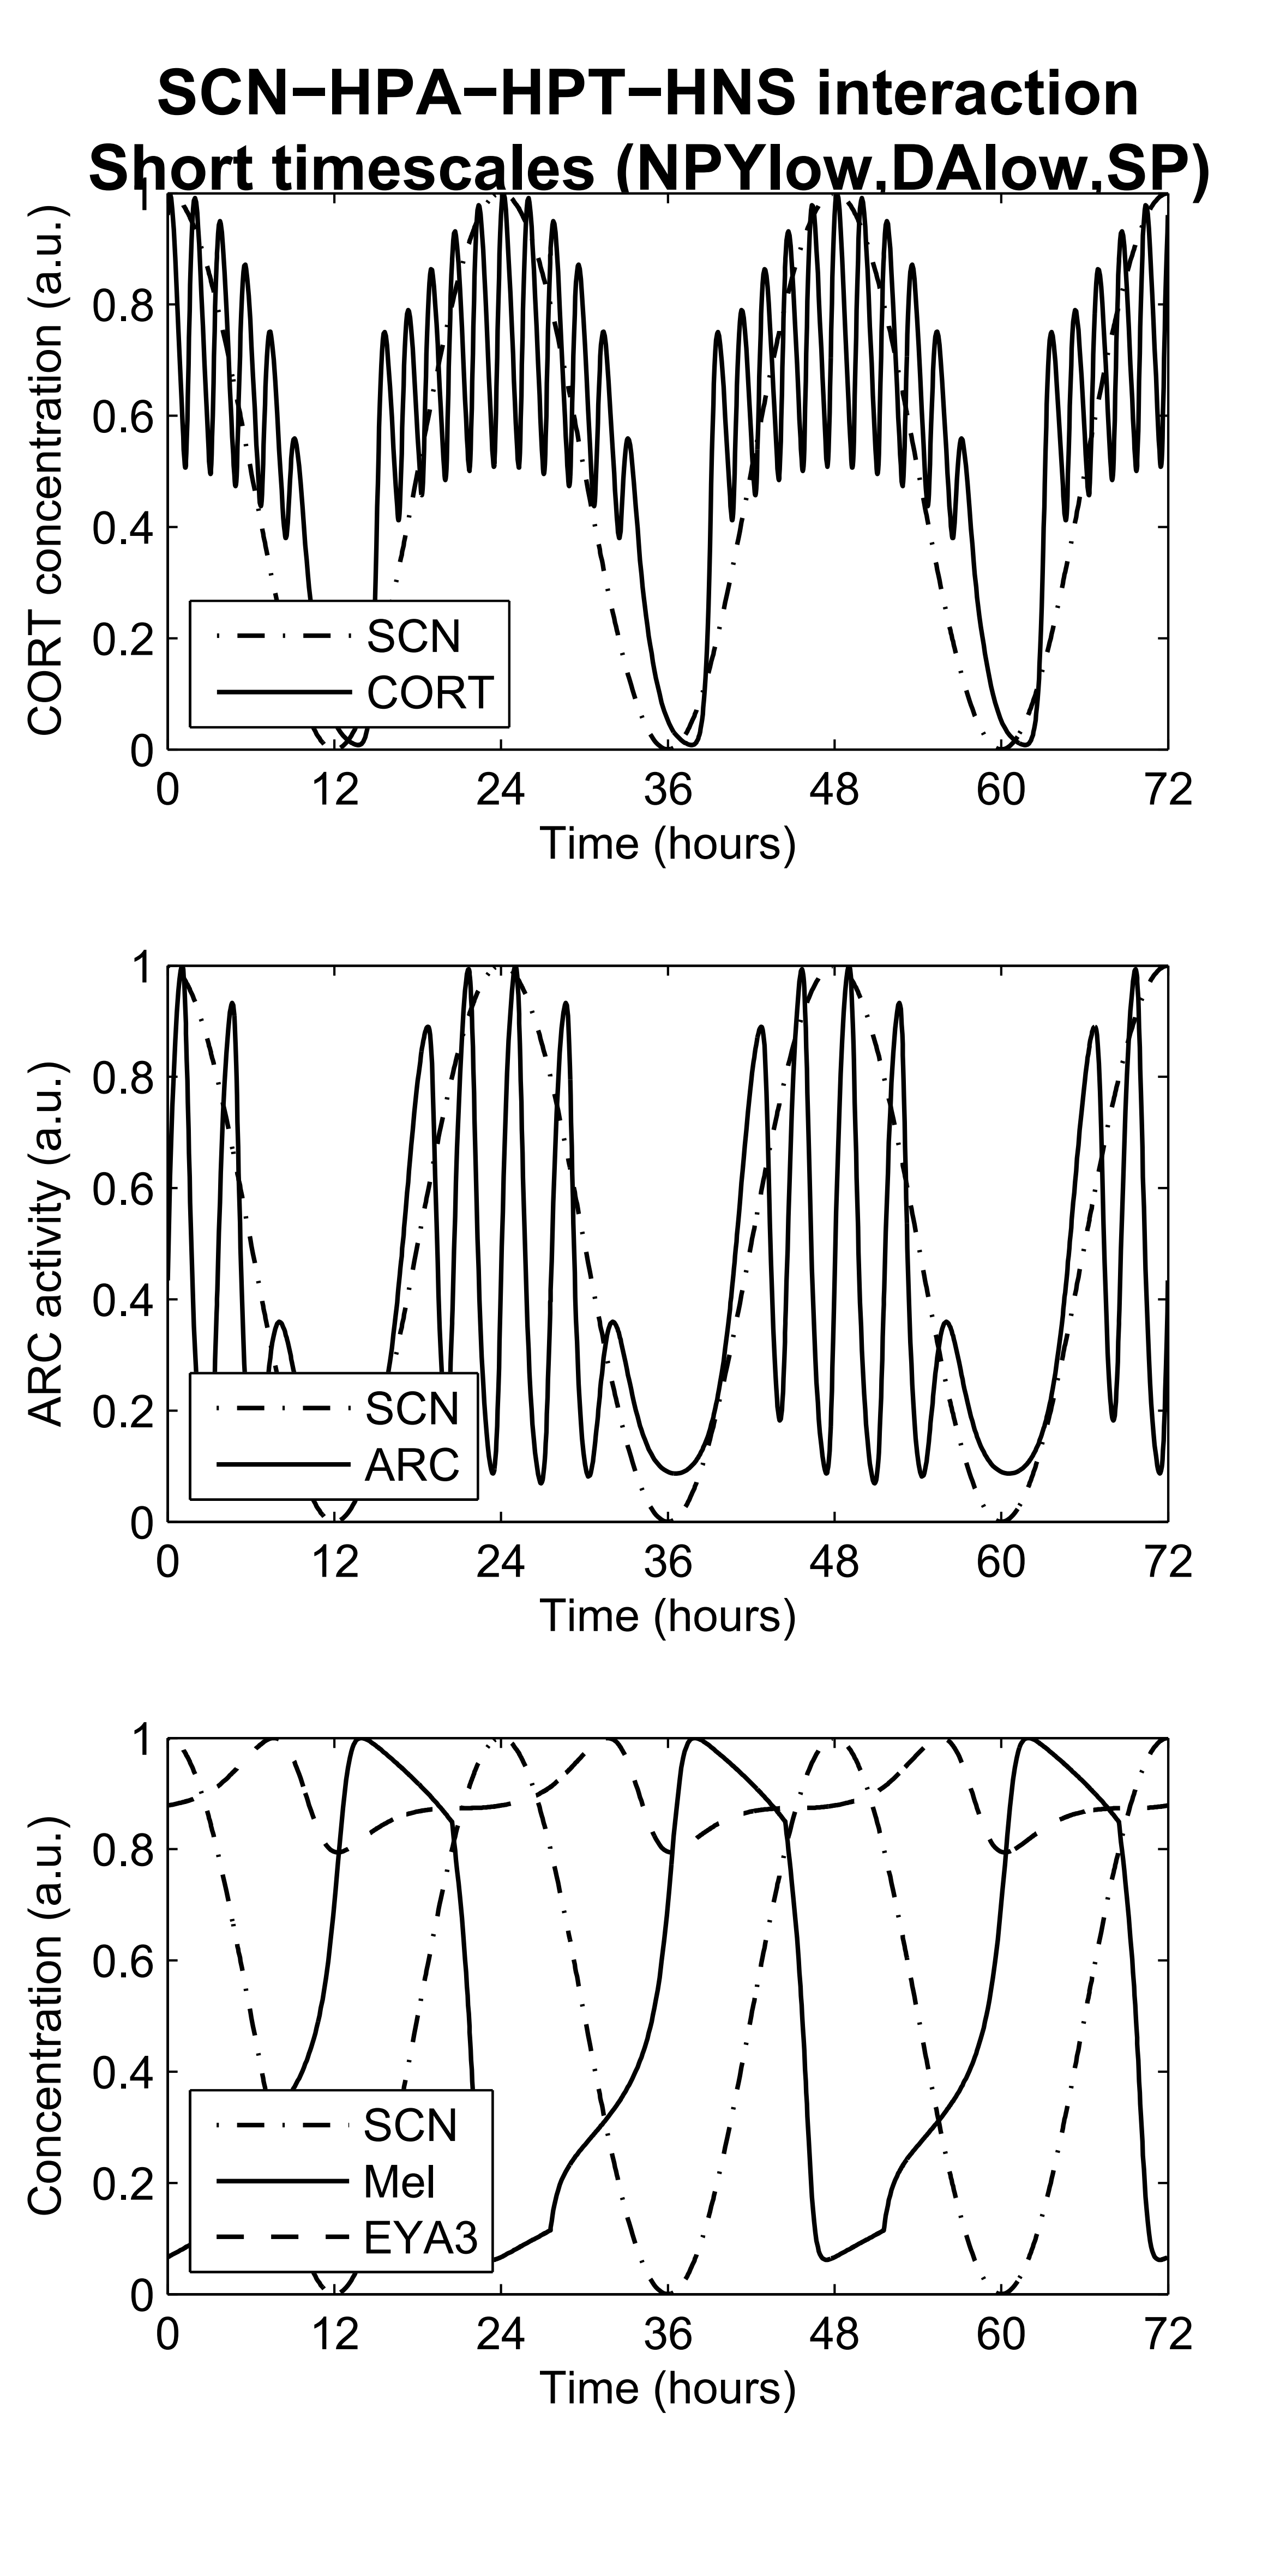 SCN−HPA−HPT−HNS interaction
Short timescales (NPYlow,DAlow,SP)
CORT concentration (a.u.)
1
0.8
0.6
0.4
0.2
0
SCN
CORT
0 12 24 36 48 60 72
Time (hours)
ARC activity (a.u.)
1
0.8
0.6
0.4
0.2
0
SCN
ARC
0 12 24 36 48 60 72
Time (hours)
Concentration (a.u.)
1
0.8
0.6
0.4
0.2
0
SCN
Mel
EYA3
0 12 24 36 48 60 72
Time (hours)